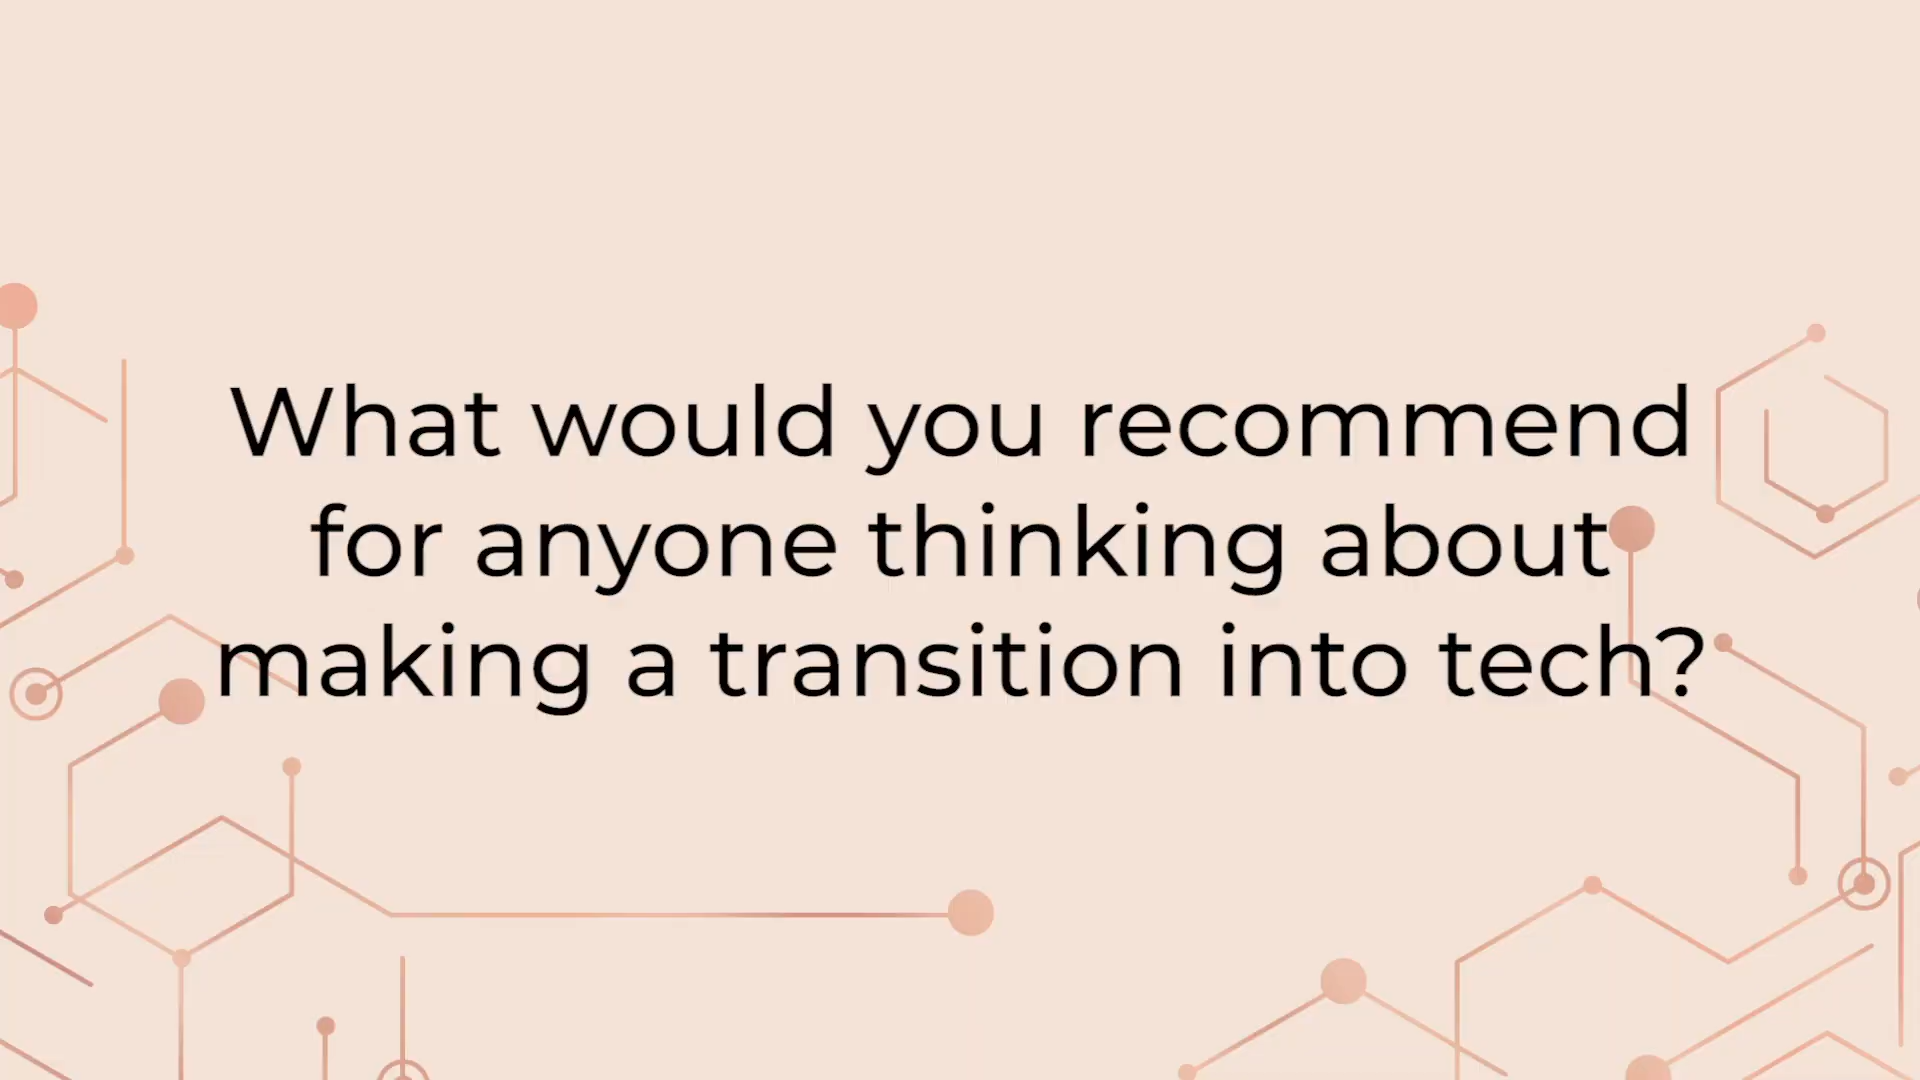 What would you recommend
for anyone thinking about
making a transition into tech?